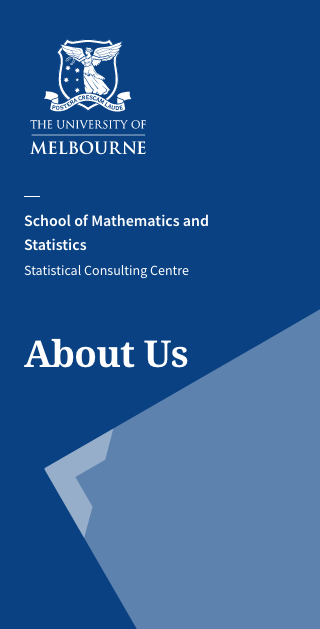 POSTERA CRESCAM LAUDE
THE UNIVERSITY OF
MELBOURNE
School of Mathematics and
Statistics
Statistical Consulting Centre
About Us